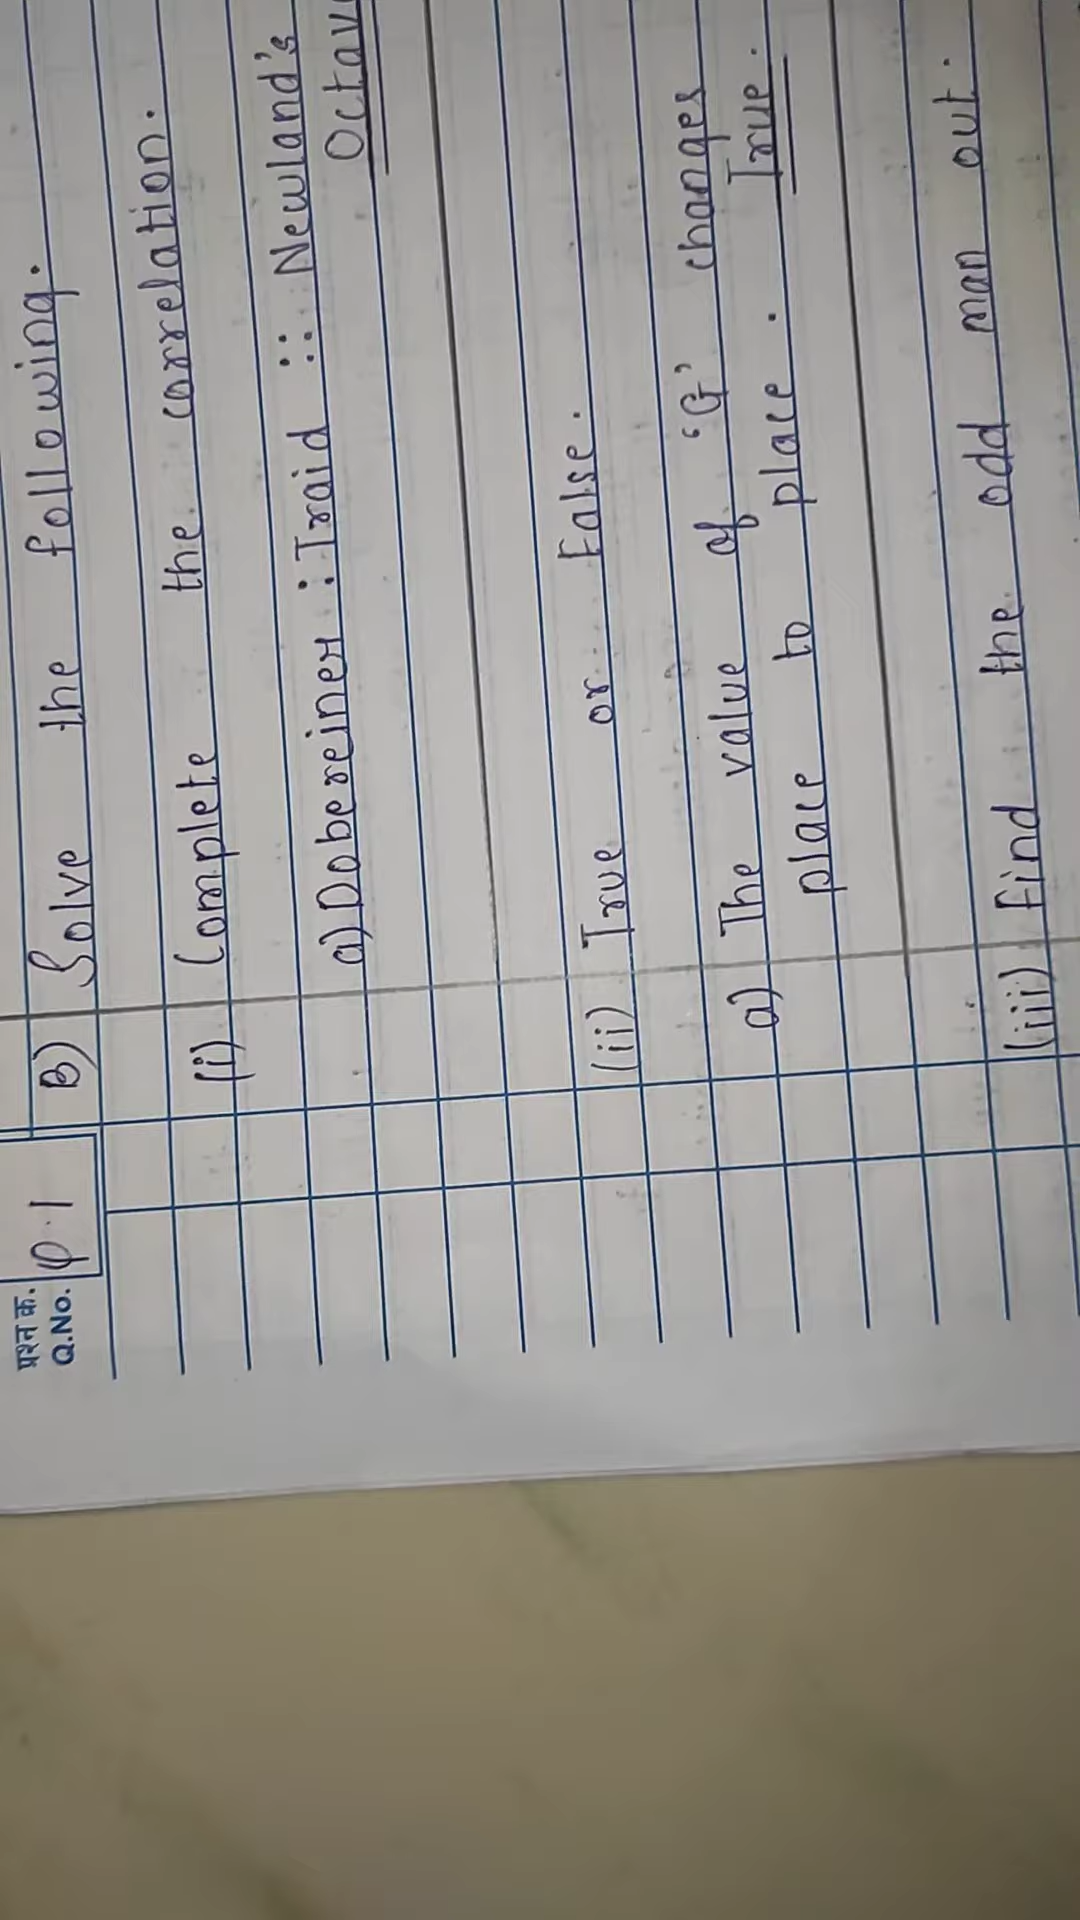 प्रश्न क्र.
Q.No. Q.1 B) Solve the following.
(i) Complete the correlation.
a) Dobereiner : Traid :: Newland's
Octav
(ii) True or False.
a) The value of 'G' changes
place to place. True.
(iii) Find the odd man out.